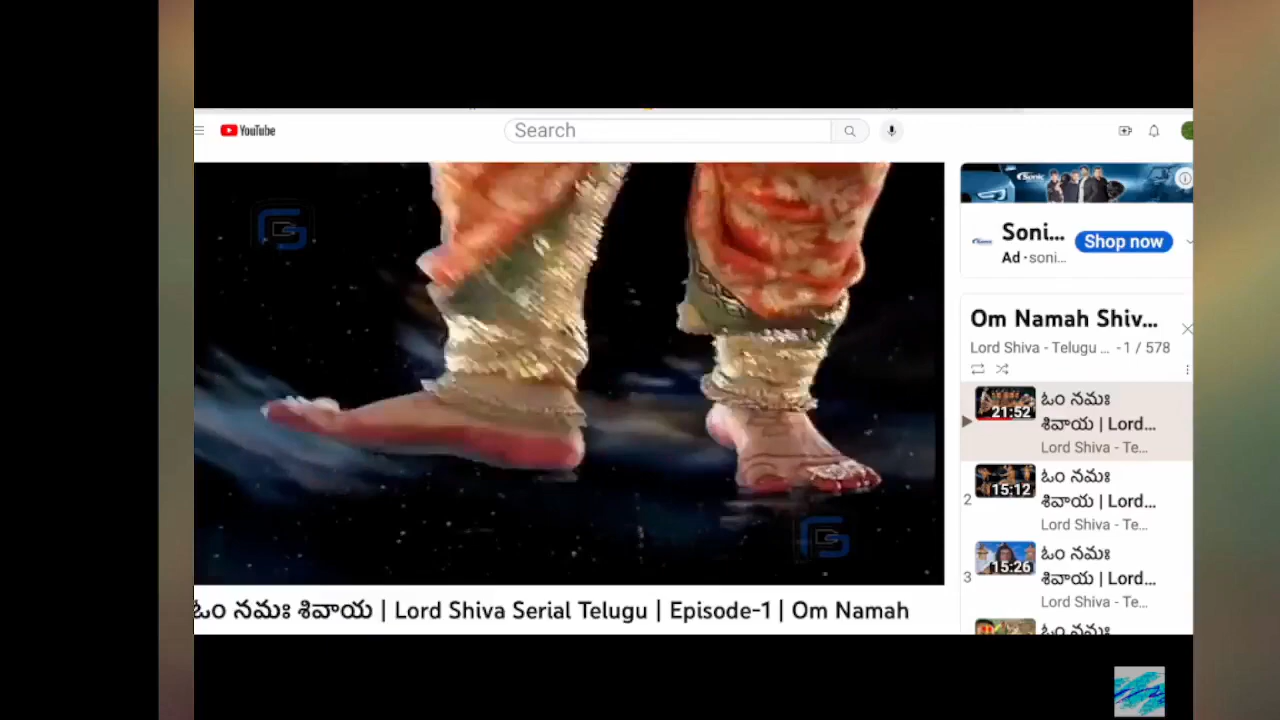 YouTube
Search
Sonic
Soni...
Shop now
Ad · soni...
Om Namah Shiv...
Lord Shiva - Telugu ... - 1 / 578
21:52
ఓం నమః
శివాయ | Lord...
Lord Shiva - Te...
2
15:12
ఓం నమః
శివాయ | Lord...
Lord Shiva - Te...
3
15:26
ఓం నమః
శివాయ | Lord...
Lord Shiva - Te...
ఓం నమః
ఓం నమః శివాయ | Lord Shiva Serial Telugu | Episode-1 | Om Namah